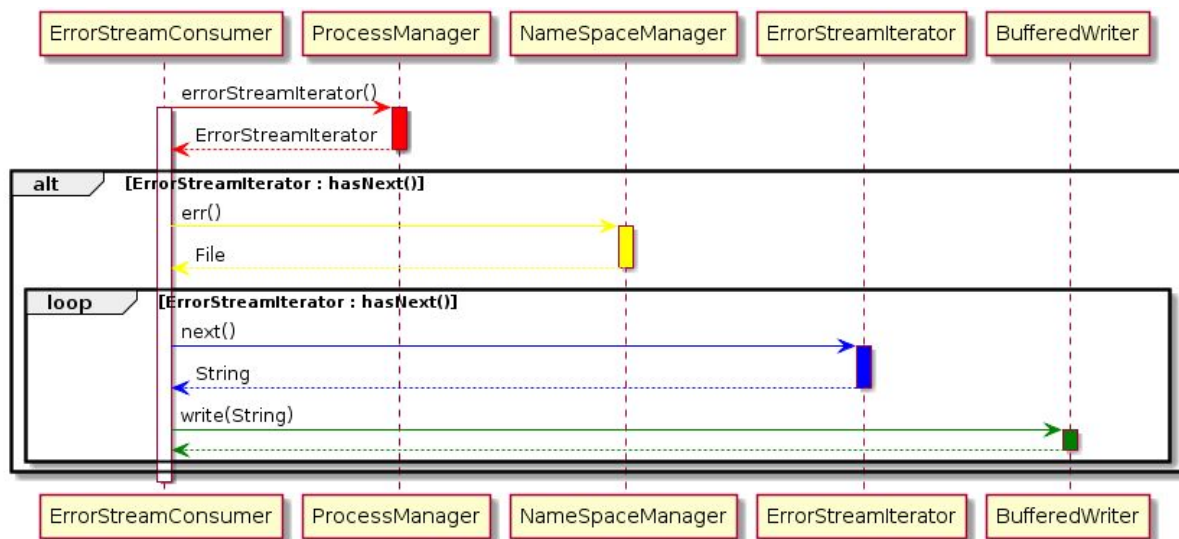 ErrorStreamConsumer ProcessManager NameSpaceManager ErrorStreamIterator BufferedWriter
errorStreamIterator()
ErrorStreamIterator
alt [ErrorStreamIterator : hasNext()]
err()
File
loop [ErrorStreamIterator : hasNext()]
next()
String
write(String)
ErrorStreamConsumer ProcessManager NameSpaceManager ErrorStreamIterator BufferedWriter